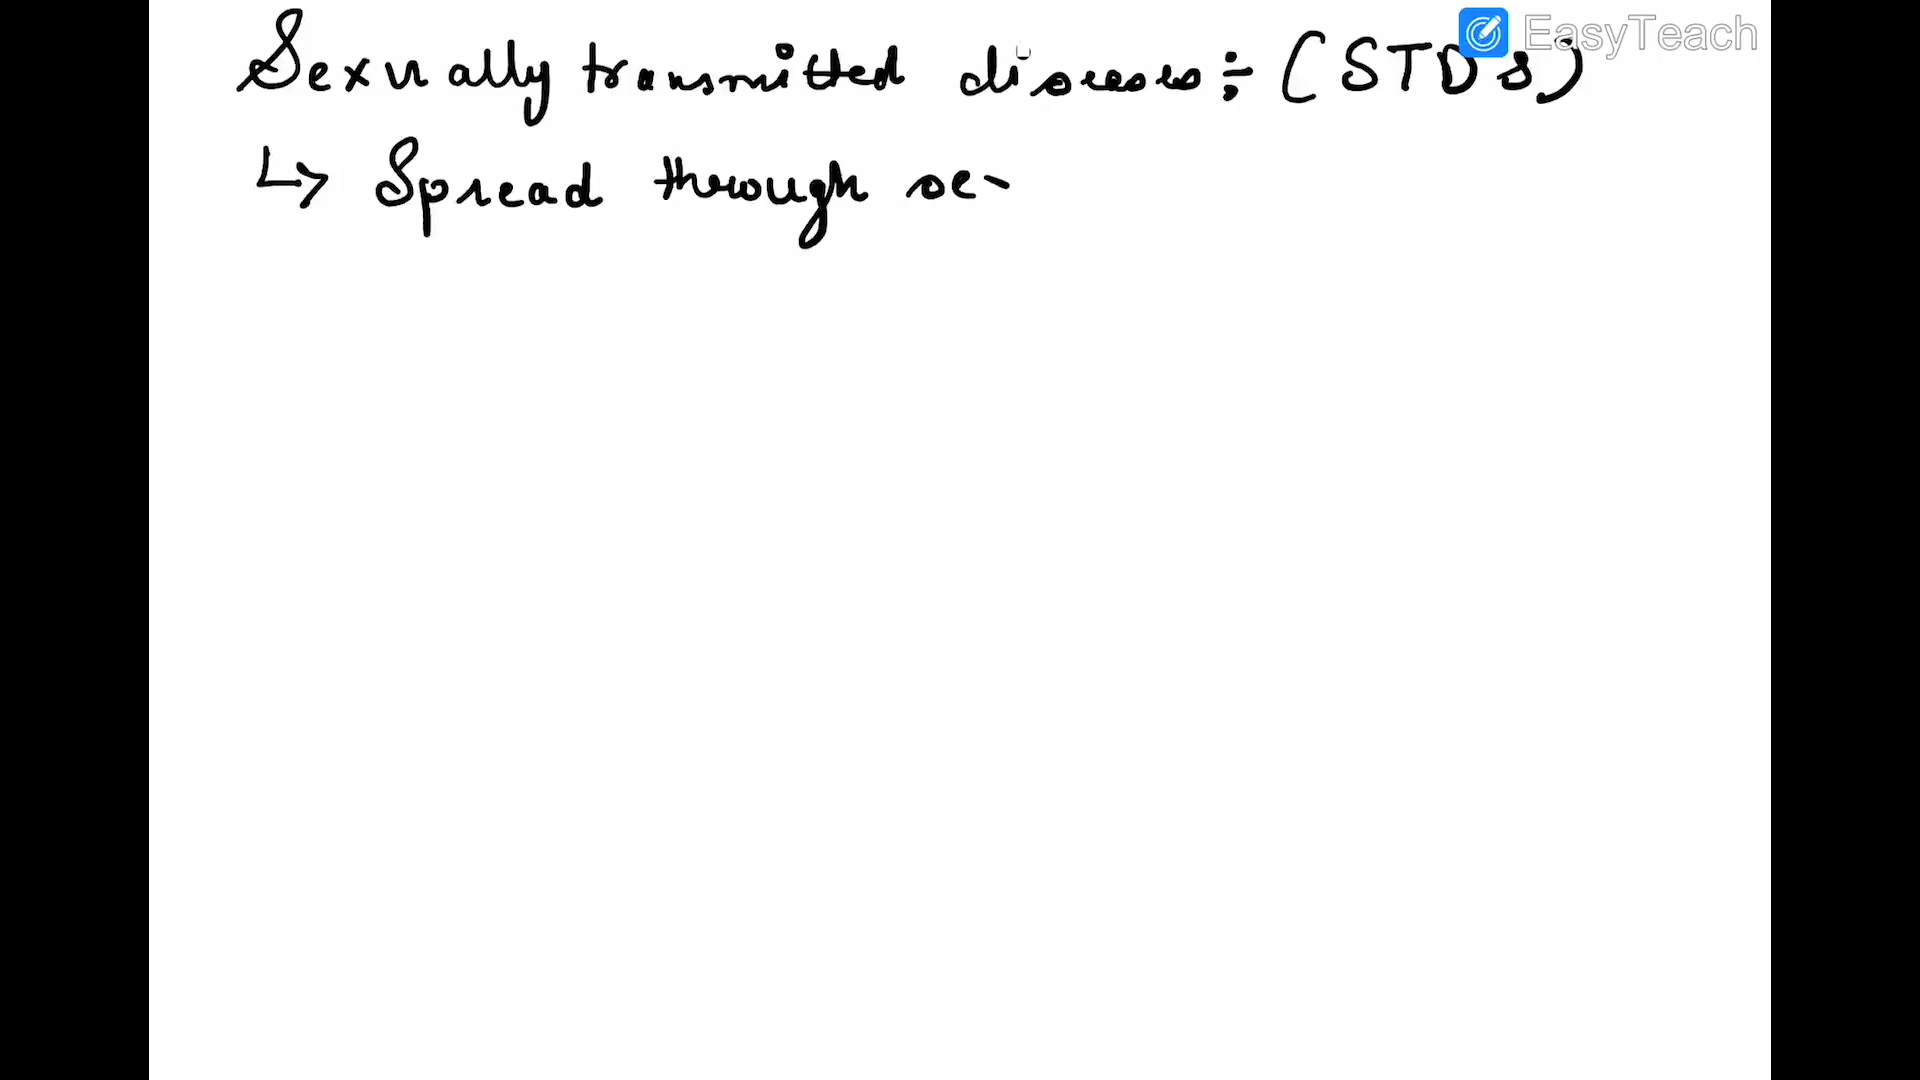 Sexually transmitted diseases ÷ (STDs)
EasyTeach
↳ Spread through se